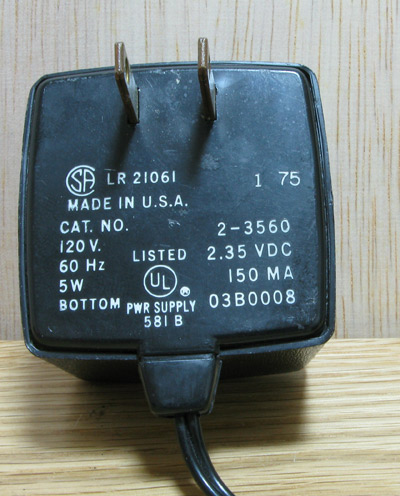 SA LR 21061 1 75
MADE IN U.S.A.
CAT. NO. 2-3560
120 V. LISTED 2.35 VDC
60 Hz UL 150 MA
5W ®
BOTTOM PWR SUPPLY 03B0008
581 B